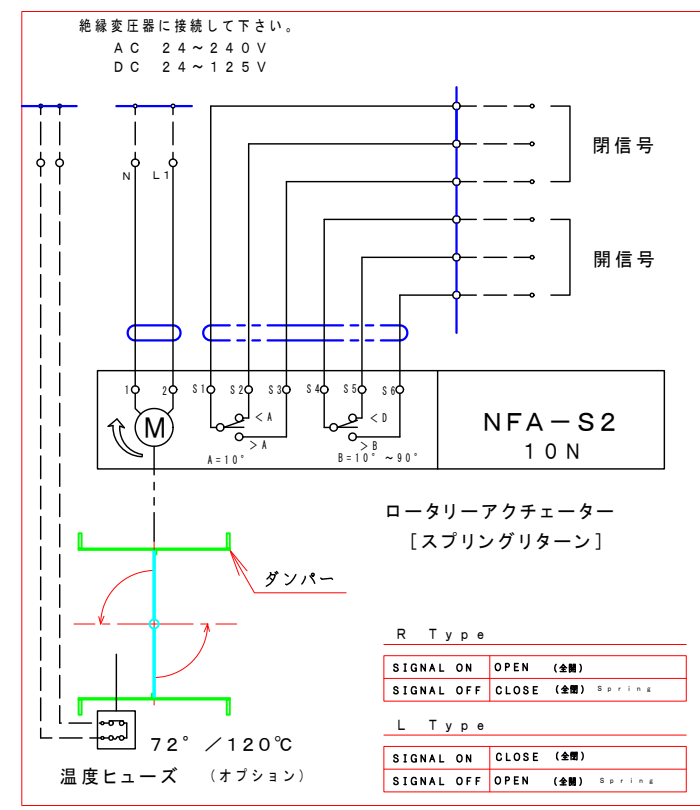 絶縁変圧器に接続して下さい。
AC 24~240V
DC 24~125V
閉信号
N L1
開信号
1 2 S1 S2 S3 S4 S5 S6
M <A <D
>A >B
A=10° B=10° ~90°
NFA-S2
10N
ロータリーアクチェーター
[スプリングリターン]
ダンパー
R Type
SIGNAL ON OPEN (全開)
SIGNAL OFF CLOSE (全閉) Spring
L Type
SIGNAL ON CLOSE (全閉)
SIGNAL OFF OPEN (全開) Spring
72° /120℃
温度ヒューズ (オプション)